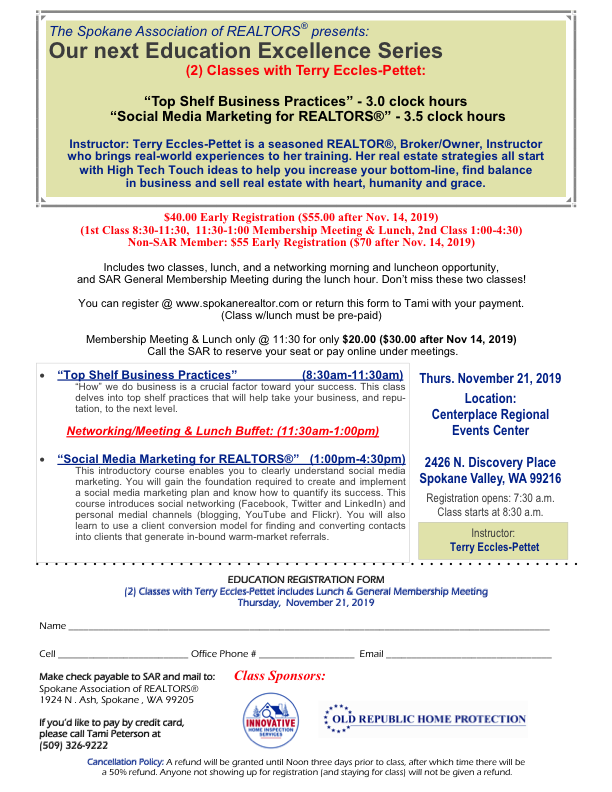 The Spokane Association of REALTORS® presents:
Our next Education Excellence Series
(2) Classes with Terry Eccles-Pettet:
“Top Shelf Business Practices” - 3.0 clock hours
“Social Media Marketing for REALTORS®” - 3.5 clock hours
Instructor: Terry Eccles-Pettet is a seasoned REALTOR®, Broker/Owner, Instructor
who brings real-world experiences to her training. Her real estate strategies all start
with High Tech Touch ideas to help you increase your bottom-line, find balance
in business and sell real estate with heart, humanity and grace.
$40.00 Early Registration ($55.00 after Nov. 14, 2019)
(1st Class 8:30-11:30, 11:30-1:00 Membership Meeting & Lunch, 2nd Class 1:00-4:30)
Non-SAR Member: $55 Early Registration ($70 after Nov. 14, 2019)
Includes two classes, lunch, and a networking morning and luncheon opportunity,
and SAR General Membership Meeting during the lunch hour. Don’t miss these two classes!
You can register @ www.spokanerealtor.com or return this form to Tami with your payment.
(Class w/lunch must be pre-paid)
Membership Meeting & Lunch only @ 11:30 for only $20.00 ($30.00 after Nov 14, 2019)
Call the SAR to reserve your seat or pay online under meetings.
• “Top Shelf Business Practices” (8:30am-11:30am)
“How” we do business is a crucial factor toward your success. This class
delves into top shelf practices that will help take your business, and repu-
tation, to the next level.
Networking/Meeting & Lunch Buffet: (11:30am-1:00pm)
• “Social Media Marketing for REALTORS®” (1:00pm-4:30pm)
This introductory course enables you to clearly understand social media
marketing. You will gain the foundation required to create and implement
a social media marketing plan and know how to quantify its success. This
course introduces social networking (Facebook, Twitter and LinkedIn) and
personal medial channels (blogging, YouTube and Flickr). You will also
learn to use a client conversion model for finding and converting contacts
into clients that generate in-bound warm-market referrals.
Thurs. November 21, 2019
Location:
Centerplace Regional
Events Center
2426 N. Discovery Place
Spokane Valley, WA 99216
Registration opens: 7:30 a.m.
Class starts at 8:30 a.m.
Instructor:
Terry Eccles-Pettet
EDUCATION REGISTRATION FORM
(2) Classes with Terry Eccles-Pettet includes Lunch & General Membership Meeting
Thursday, November 21, 2019
Name
Cell Office Phone # Email
Make check payable to SAR and mail to:
Spokane Association of REALTORS®
1924 N . Ash, Spokane , WA 99205
If you’d like to pay by credit card,
please call Tami Peterson at
(509) 326-9222
Class Sponsors:
INNOVATIVE
HOME INSPECTION
SERVICES
OLD REPUBLIC HOME PROTECTION
Cancellation Policy: A refund will be granted until Noon three days prior to class, after which time there will be
a 50% refund. Anyone not showing up for registration (and staying for class) will not be given a refund.